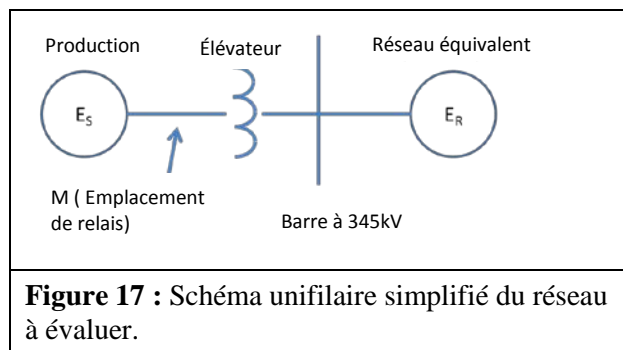 Production
Élévateur
Réseau équivalent
E_S
E_R
M ( Emplacement
de relais)
Barre à 345kV
Figure 17 : Schéma unifilaire simplifié du réseau
à évaluer.